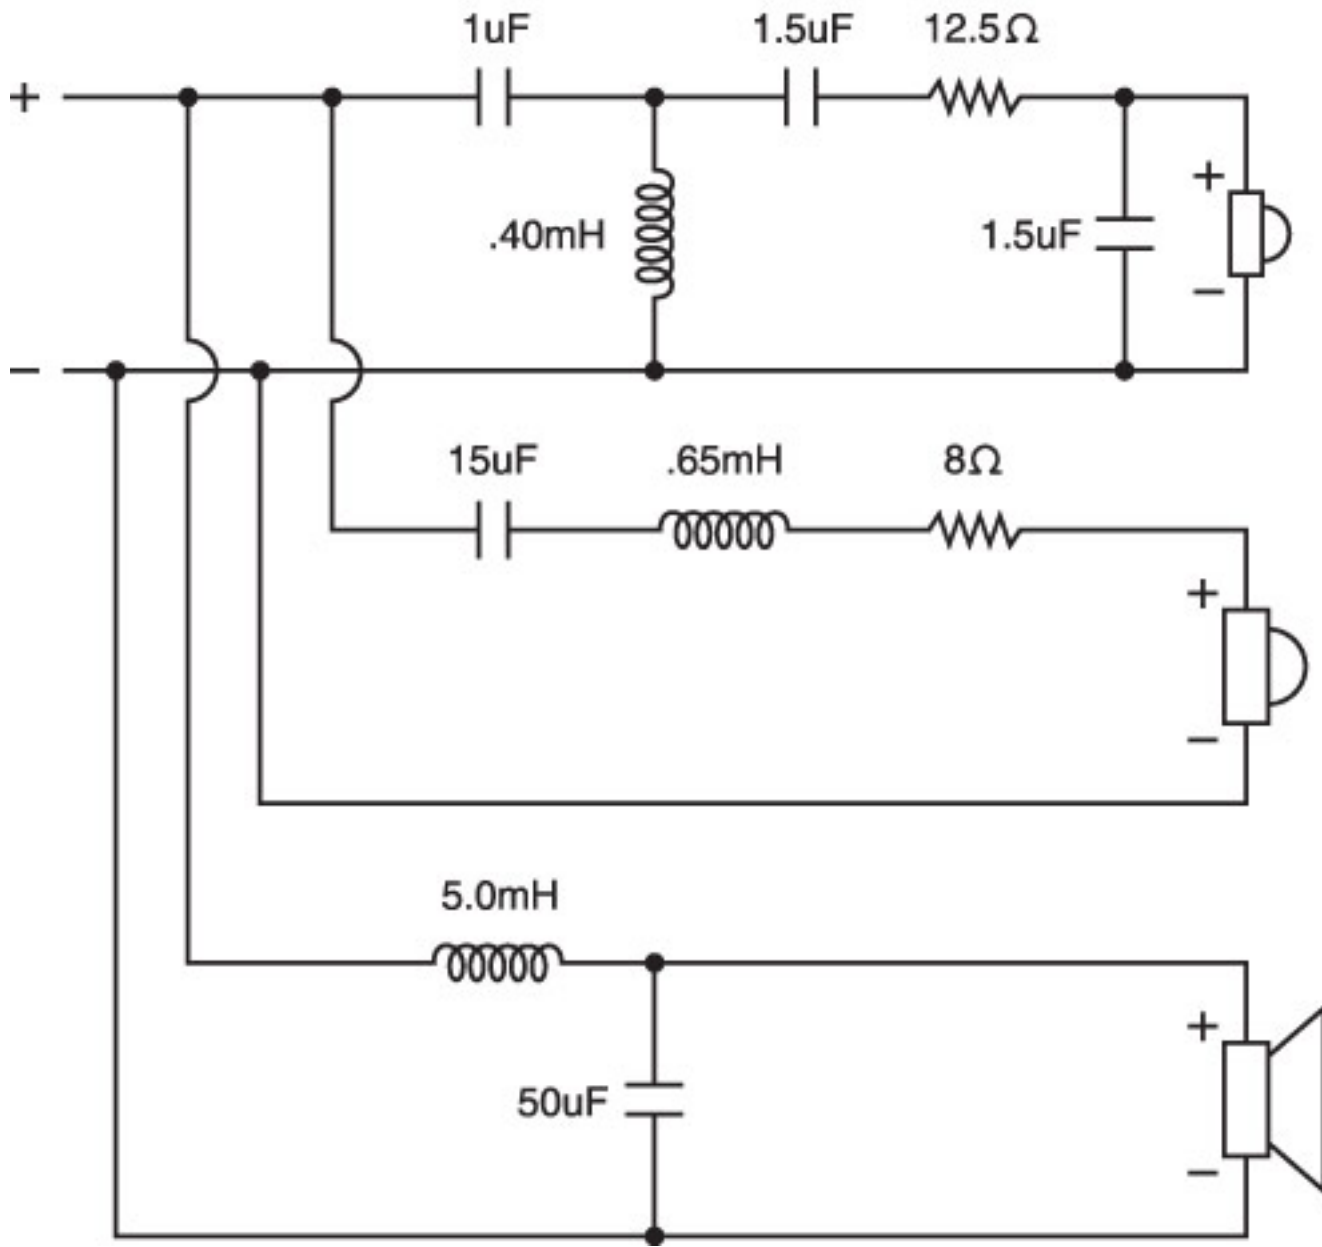 1uF 1.5uF 12.5Ω
+
+
.40mH 1.5uF
−
−
15uF .65mH 8Ω
+
−
5.0mH
+
50uF
−